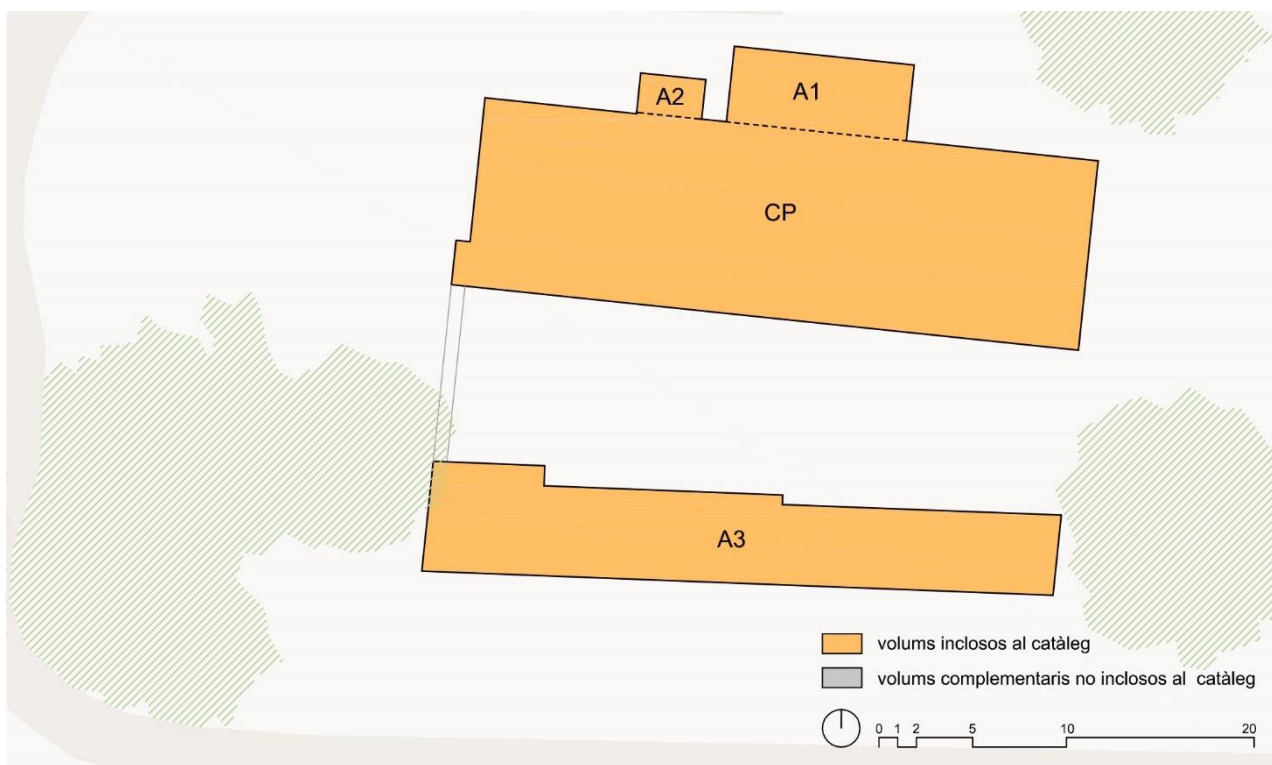 A2
A1
CP
A3
volums inclosos al catàleg
volums complementaris no inclosos al catàleg
0 1 2 5 10 20